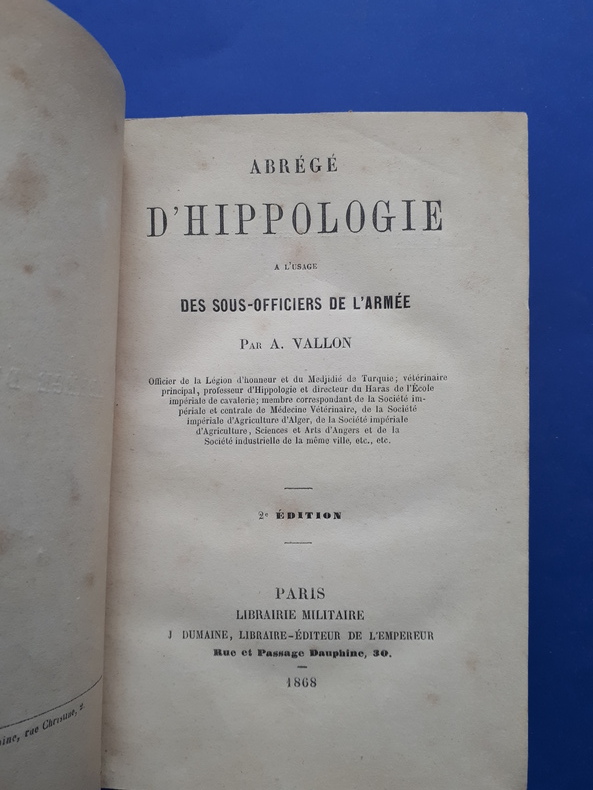 ABRÉGÉ
D'HIPPOLOGIE
A L'USAGE
DES SOUS-OFFICIERS DE L'ARMÉE
PAR A. VALLON
Officier de la Légion d'honneur et du Medjidié de Turquie; vétérinaire
principal, professeur d'Hippologie et directeur du Haras de l'École
impériale de cavalerie; membre correspondant de la Société im-
périale et centrale de Médecine Vétérinaire, de la Société
impériale d'Agriculture d'Alger, de la Société impériale
d'Agriculture, Sciences et Arts d'Angers et de la
Société industrielle de la même ville, etc., etc.
2e ÉDITION
PARIS
LIBRAIRIE MILITAIRE
J DUMAINE, LIBRAIRE-ÉDITEUR DE L'EMPEREUR
Rue et Passage Dauphine, 30.
1868
rue Christine, 2.